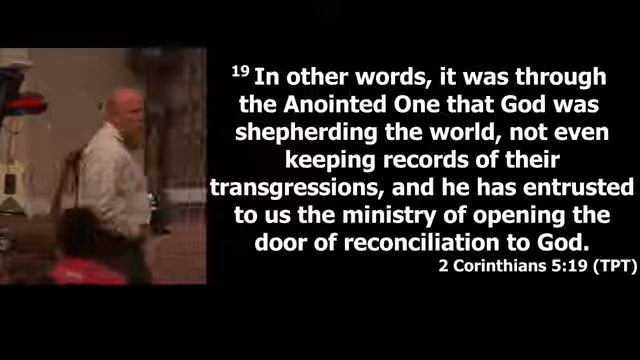 19 In other words, it was through
the Anointed One that God was
shepherding the world, not even
keeping records of their
transgressions, and he has entrusted
to us the ministry of opening the
door of reconciliation to God.
2 Corinthians 5:19 (TPT)